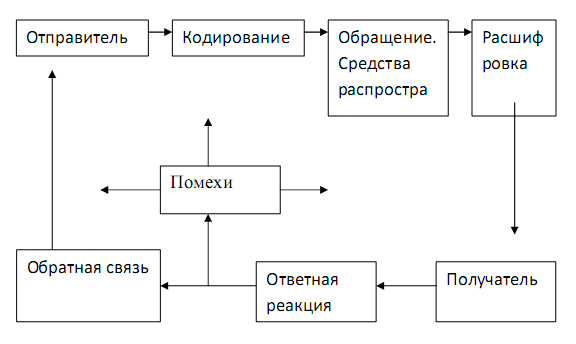 Отправитель
Кодирование
Обращение.
Средства
распростра
Расшиф
ровка
Помехи
Обратная связь
Ответная
реакция
Получатель